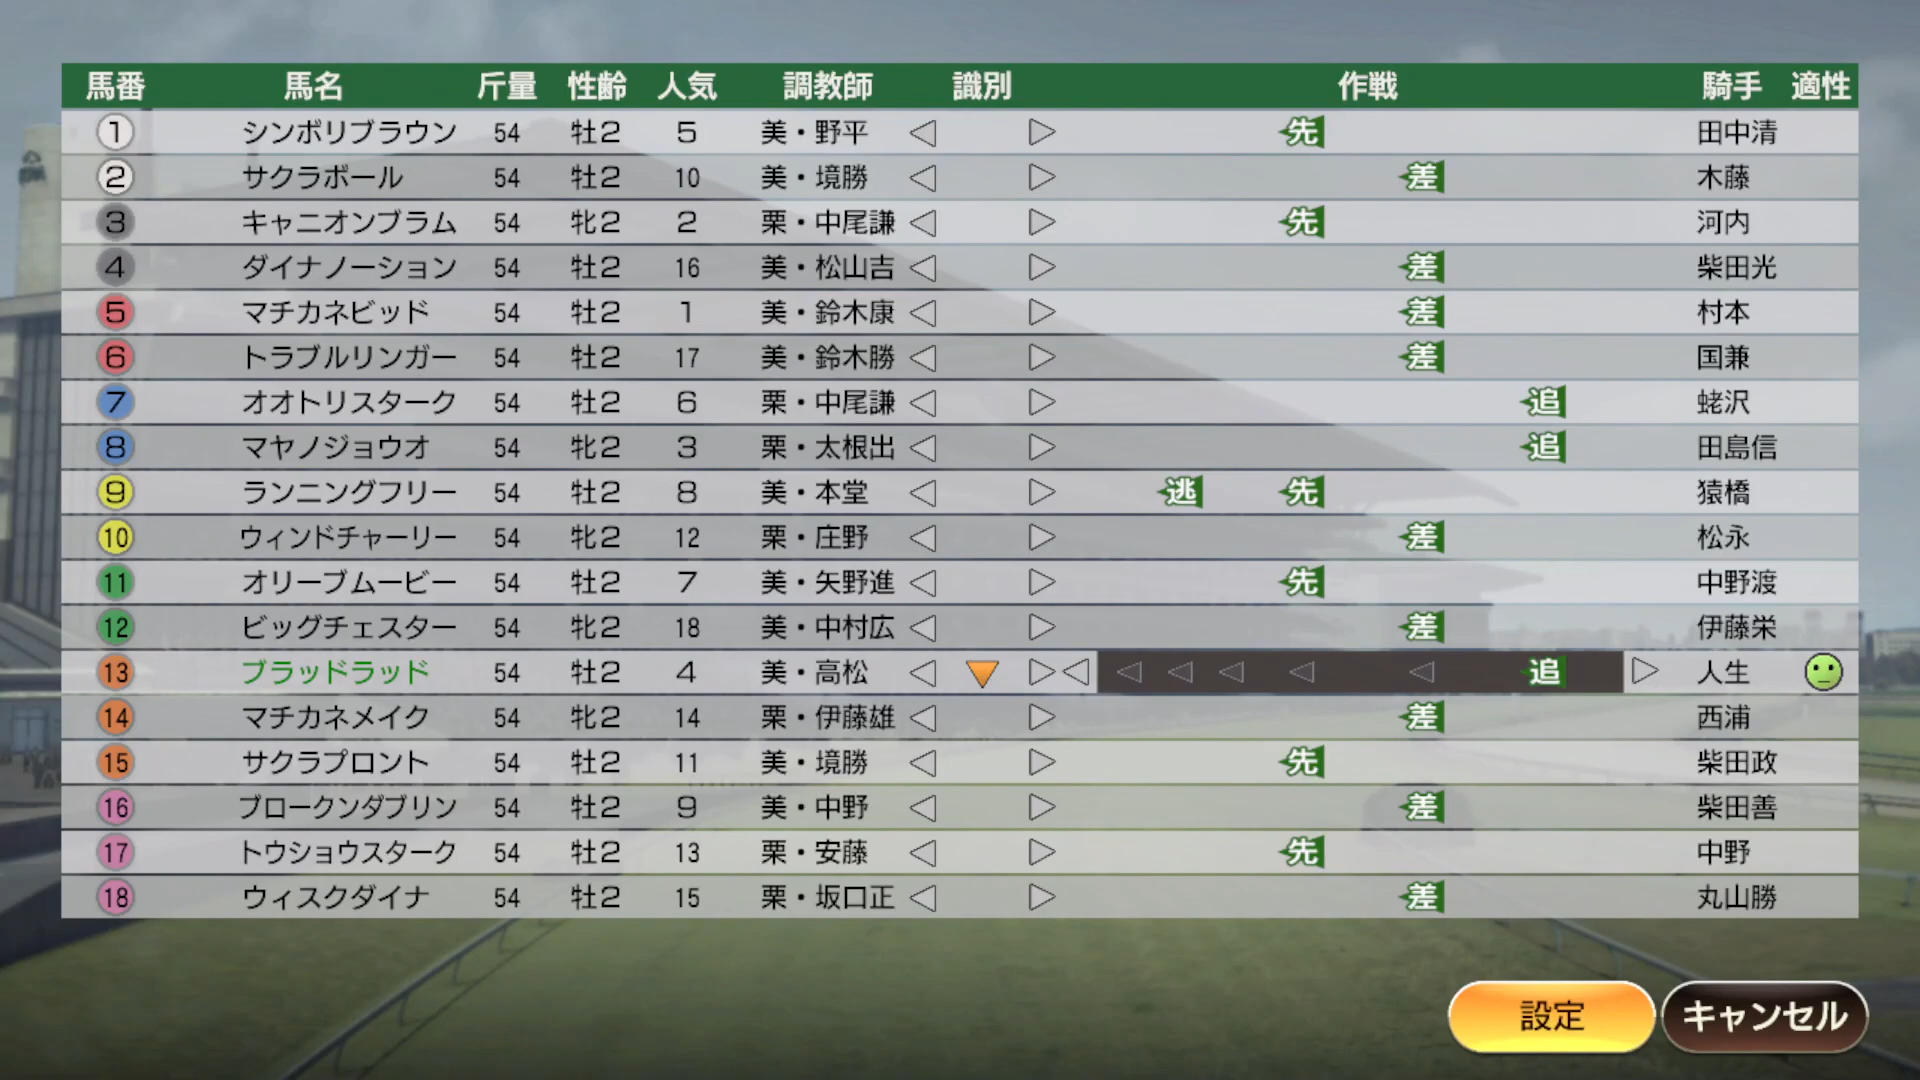 馬番 馬名 斤量 性齢 人気 調教師 識別 作戦 騎手 適性
1 シンボリブラウン 54 牡2 5 美・野平 先 田中清
2 サクラボール 54 牡2 10 美・境勝 差 木藤
3 キャニオンブラム 54 牝2 2 栗・中尾謙 先 河内
4 ダイナノーション 54 牡2 16 美・松山吉 差 柴田光
5 マチカネビッド 54 牡2 1 美・鈴木康 差 村本
6 トラブルリンガー 54 牡2 17 美・鈴木勝 差 国兼
7 オオトリスターク 54 牡2 6 栗・中尾謙 追 蛯沢
8 マヤノジョウオ 54 牝2 3 栗・太根出 追 田島信
9 ランニングフリー 54 牡2 8 美・本堂 逃 先 猿橋
10 ウィンドチャーリー 54 牝2 12 栗・庄野 差 松永
11 オリーブムービー 54 牡2 7 美・矢野進 先 中野渡
12 ビッグチェスター 54 牝2 18 美・中村広 差 伊藤栄
13 ブラッドラッド 54 牡2 4 美・高松 追 人生
14 マチカネメイク 54 牝2 14 栗・伊藤雄 差 西浦
15 サクラプロント 54 牡2 11 美・境勝 先 柴田政
16 ブロークンダブリン 54 牡2 9 美・中野 差 柴田善
17 トウショウスターク 54 牡2 13 栗・安藤 先 中野
18 ウィスクダイナ 54 牡2 15 栗・坂口正 差 丸山勝
設定 キャンセル